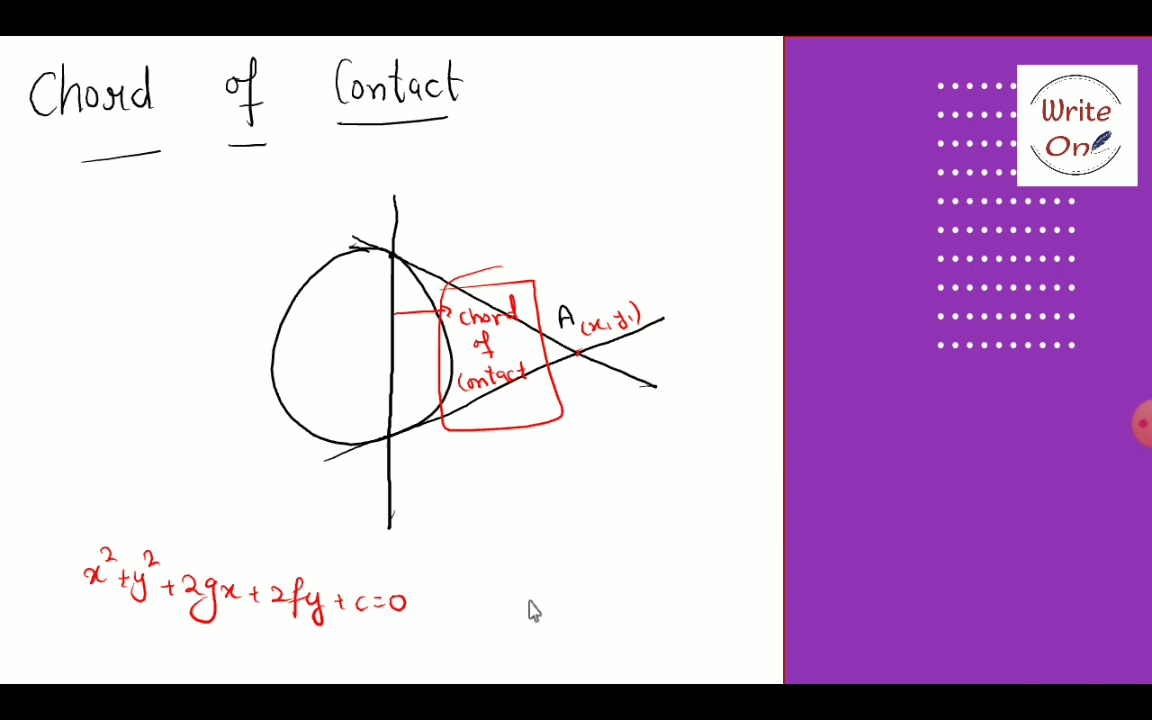 Chord of Contact
Write
On
A (x₁ y₁)
chord
of
contact
x² + y² + 2gx + 2fy + c = 0